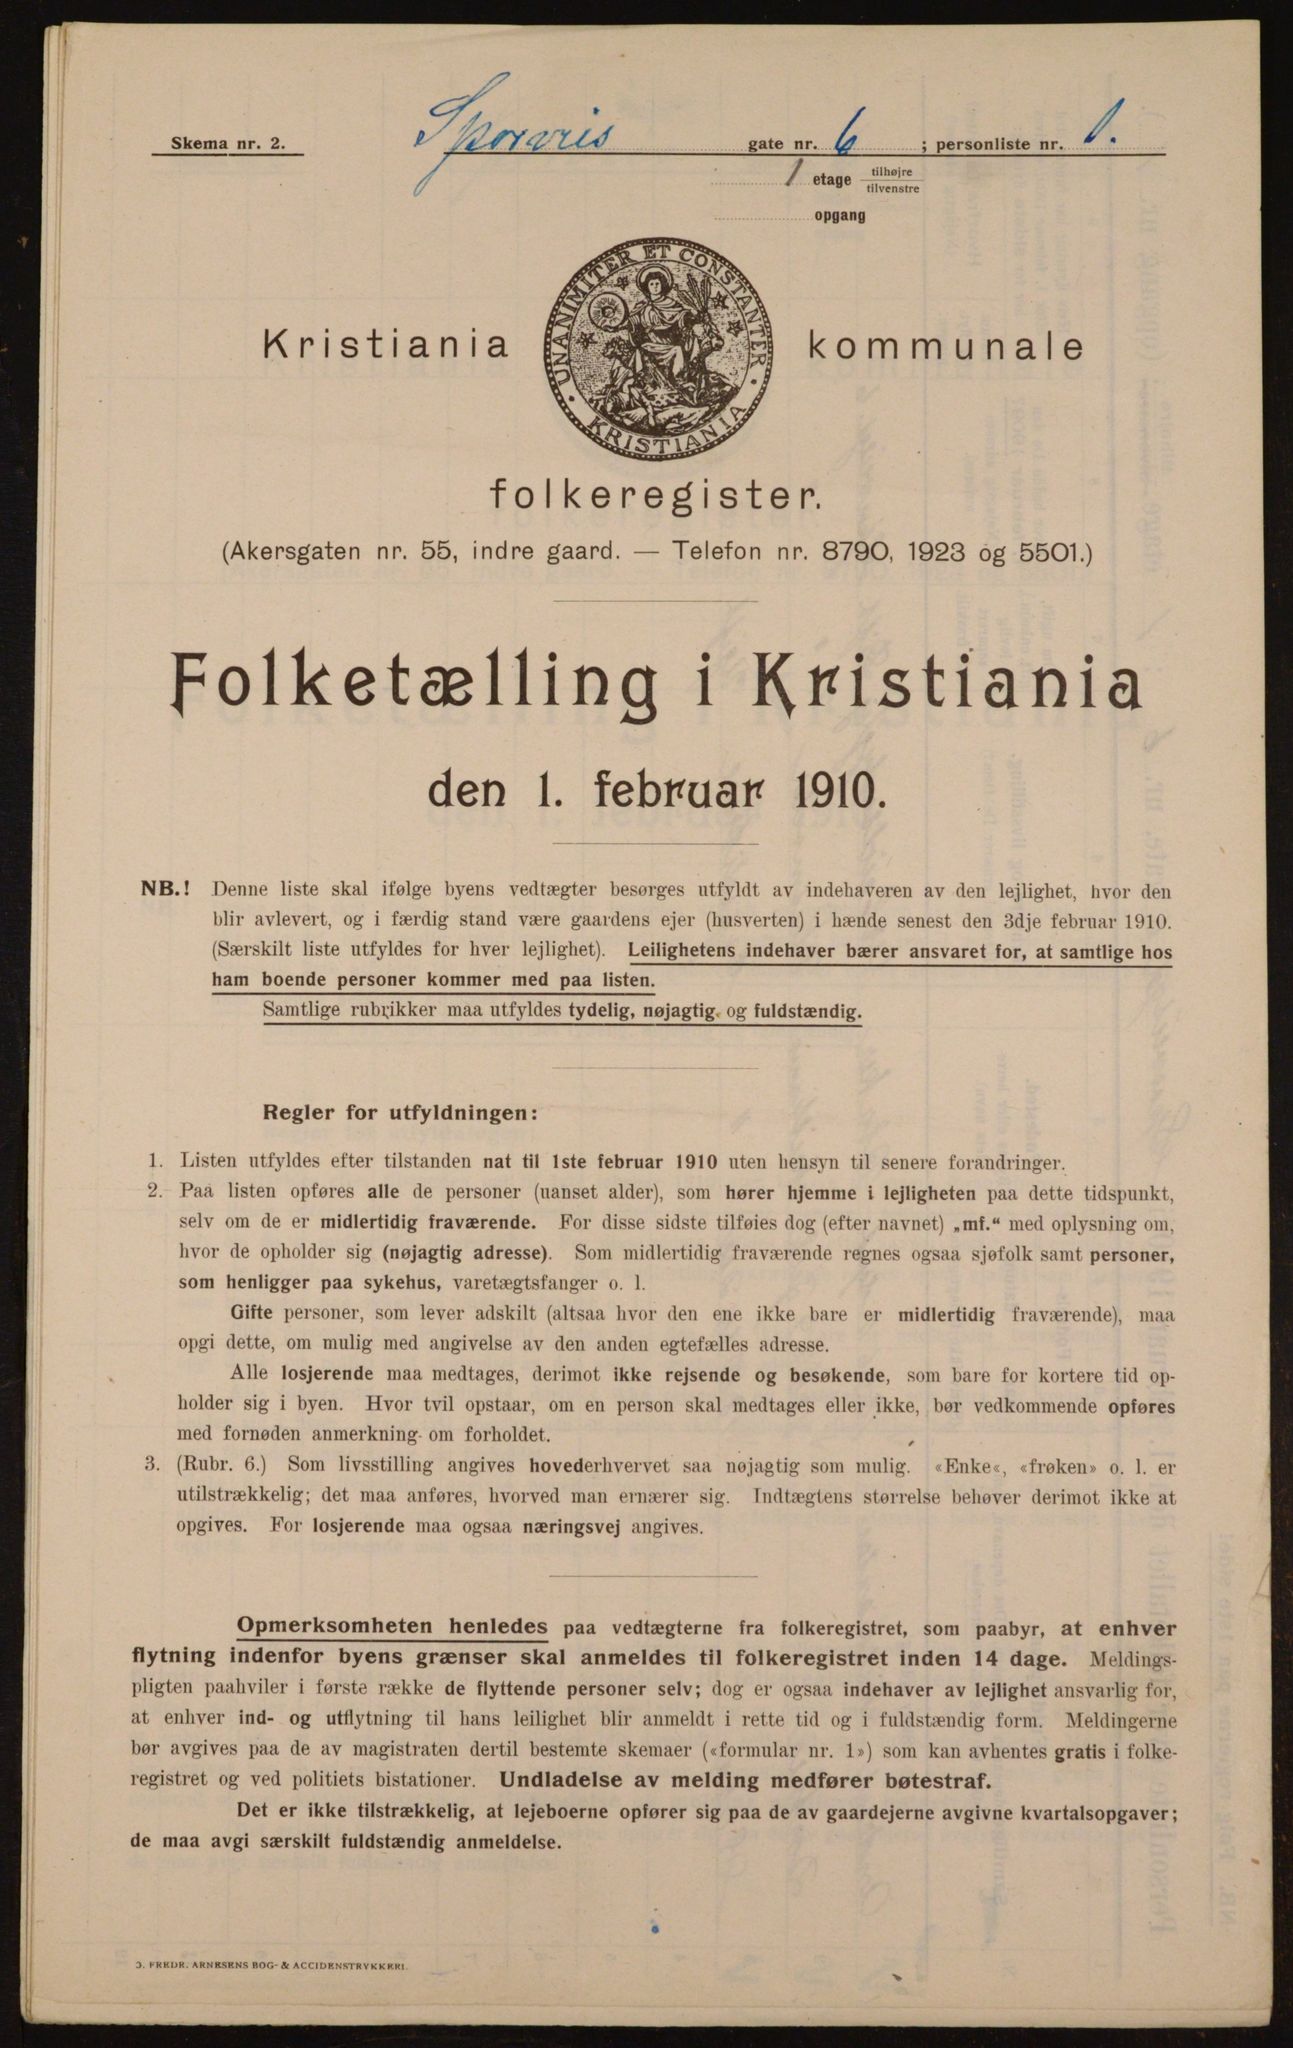 Skema nr. 2. Sporveis gate nr. 6 ; personliste nr. 1.
1 etage tilhøjre
tilvenstre
opgang
UNANIMITER ET CONSTANTER
KRISTIANIA
Kristiania kommunale
folkeregister.
(Akersgaten nr. 55, indre gaard. — Telefon nr. 8790, 1923 og 5501.)
Folketælling i Kristiania
den 1. februar 1910.
NB.! Denne liste skal ifølge byens vedtægter besørges utfyldt av indehaveren av den lejlighet, hvor den
blir avlevert, og i færdig stand være gaardens ejer (husverten) i hænde senest den 3dje februar 1910.
(Særskilt liste utfyldes for hver lejlighet). Leilighetens indehaver bærer ansvaret for, at samtlige hos
ham boende personer kommer med paa listen.
Samtlige rubrikker maa utfyldes tydelig, nøjagtig og fuldstændig.
Regler for utfyldningen:
1. Listen utfyldes efter tilstanden nat til 1ste februar 1910 uten hensyn til senere forandringer.
2. Paa listen opføres alle de personer (uanset alder), som hører hjemme i lejligheten paa dette tidspunkt,
selv om de er midlertidig fraværende. For disse sidste tilføies dog (efter navnet) „mf.“ med oplysning om,
hvor de opholder sig (nøjagtig adresse). Som midlertidig fraværende regnes ogsaa sjøfolk samt personer,
som henligger paa sykehus, varetægtsfanger o. l.
Gifte personer, som lever adskilt (altsaa hvor den ene ikke bare er midlertidig fraværende), maa
opgi dette, om mulig med angivelse av den anden egtefælles adresse.
Alle losjerende maa medtages, derimot ikke rejsende og besøkende, som bare for kortere tid op-
holder sig i byen. Hvor tvil opstaar, om en person skal medtages eller ikke, bør vedkommende opføres
med fornøden anmerkning om forholdet.
3. (Rubr. 6.) Som livsstilling angives hovederhvervet saa nøjagtig som mulig. «Enke«, «frøken» o. l. er
utilstrækkelig; det maa anføres, hvorved man ernærer sig. Indtægtens størrelse behøver derimot ikke at
opgives. For losjerende maa ogsaa næringsvej angives.
Opmerksomheten henledes paa vedtægterne fra folkeregistret, som paabyr, at enhver
flytning indenfor byens grænser skal anmeldes til folkeregistret inden 14 dage. Meldings-
pligten paahviler i første række de flyttende personer selv; dog er ogsaa indehaver av lejlighet ansvarlig for,
at enhver ind- og utflytning til hans leilighet blir anmeldt i rette tid og i fuldstændig form. Meldingerne
bør avgives paa de av magistraten dertil bestemte skemaer («formular nr. 1») som kan avhentes gratis i folke-
registret og ved politiets bistationer. Undladelse av melding medfører bøtestraf.
Det er ikke tilstrækkelig, at lejeboerne opfører sig paa de av gaardejerne avgivne kvartalsopgaver;
de maa avgi særskilt fuldstændig anmeldelse.
J. FREDR. ARNESENS BOG- & ACCIDENSTRYKKERI.